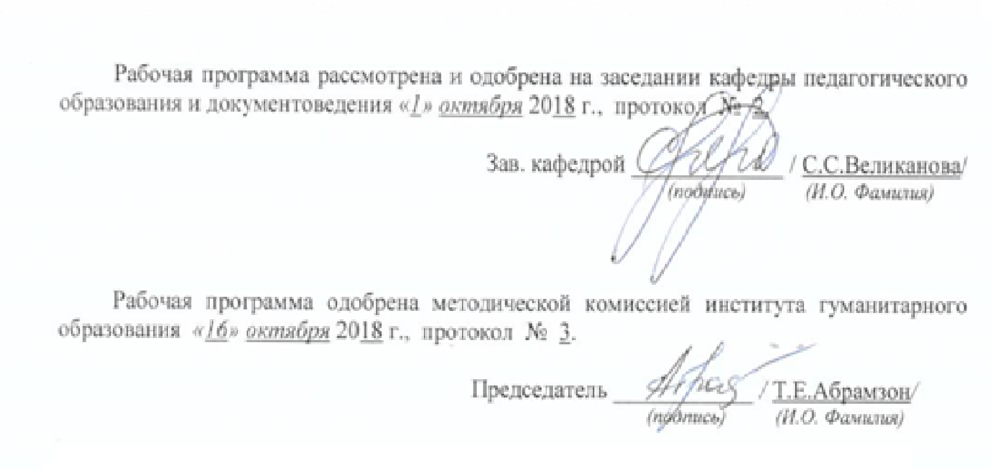 Рабочая программа рассмотрена и одобрена на заседании кафедры педагогического
образования и документоведения «1» октября 2018 г., протокол № 2.
Зав. кафедрой / С.С.Великанова/
(подпись) (И.О. Фамилия)
Рабочая программа одобрена методической комиссией института гуманитарного
образования «16» октября 2018 г., протокол № 3.
Председатель / Т.Е.Абрамзон/
(подпись) (И.О. Фамилия)